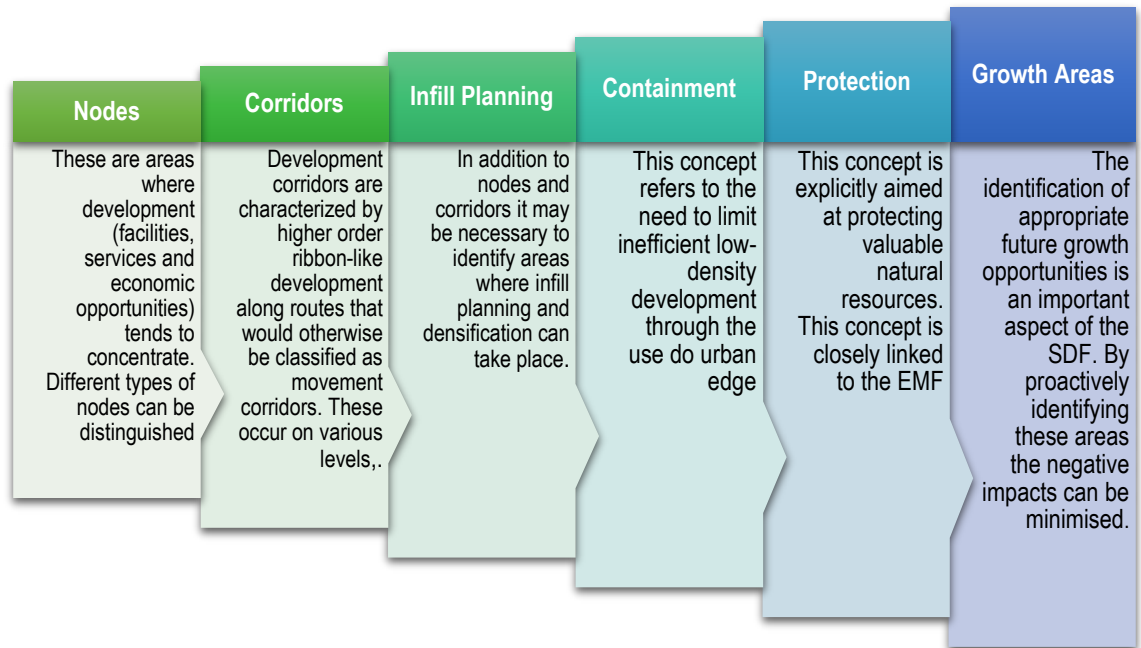 Nodes
These are areas
where
development
(facilities,
services and
economic
opportunities)
tends to
concentrate.
Different types of
nodes can be
distinguished
Corridors
Development
corridors are
characterized by
higher order
ribbon-like
development
along routes that
would otherwise
be classified as
movement
corridors. These
occur on various
levels,.
Infill Planning
In addition to
nodes and
corridors it may
be necessary to
identify areas
where infill
planning and
densification can
take place.
Containment
This concept
refers to the
need to limit
inefficient low-
density
development
through the
use do urban
edge
Protection
This concept is
explicitly aimed
at protecting
valuable
natural
resources.
This concept is
closely linked
to the EMF
Growth Areas
The
identification of
appropriate
future growth
opportunities is
an important
aspect of the
SDF. By
proactively
identifying
these areas
the negative
impacts can be
minimised.